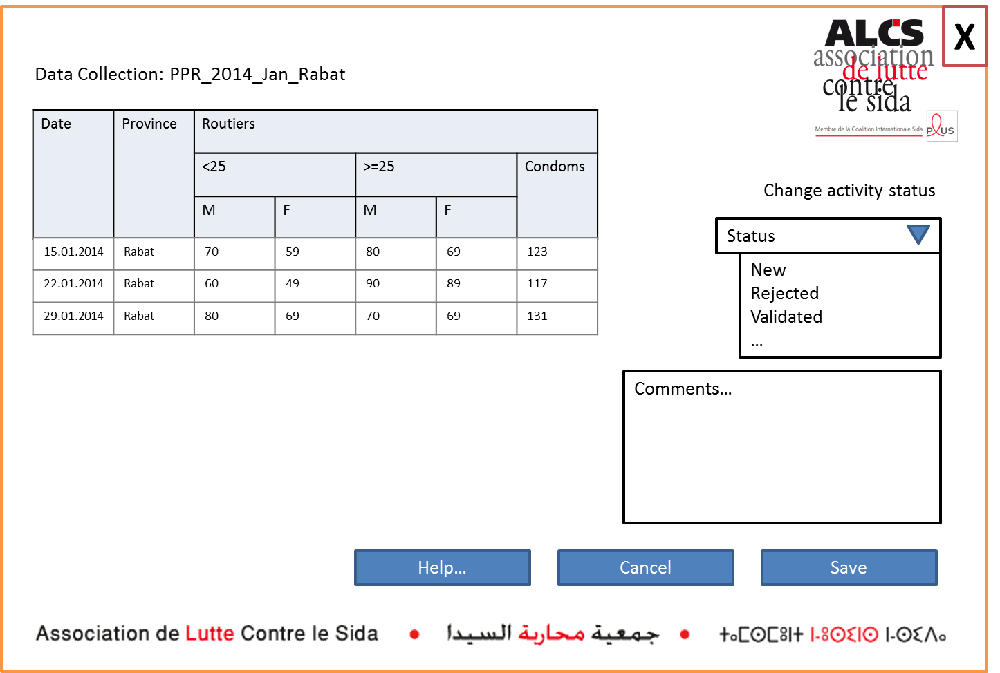 ALCS
association
de lutte
contre
le sida
Membre de la Coalition Internationale Sida PLUS
X
Data Collection: PPR_2014_Jan_Rabat
Date Province Routiers
<25 >=25 Condoms
M F M F
15.01.2014 Rabat 70 59 80 69 123
22.01.2014 Rabat 60 49 90 89 117
29.01.2014 Rabat 80 69 70 69 131
Change activity status
Status
New
Rejected
Validated
...
Comments...
Help...
Cancel
Save
Association de Lutte Contre le Sida • جمعية محاربة السيدا • ⵜⴰⵎⵙⵎⵓⵏⵜ ⵏ ⵓⵙⵉⵏⵙ ⵏ ⵙⵉⴷⴰ